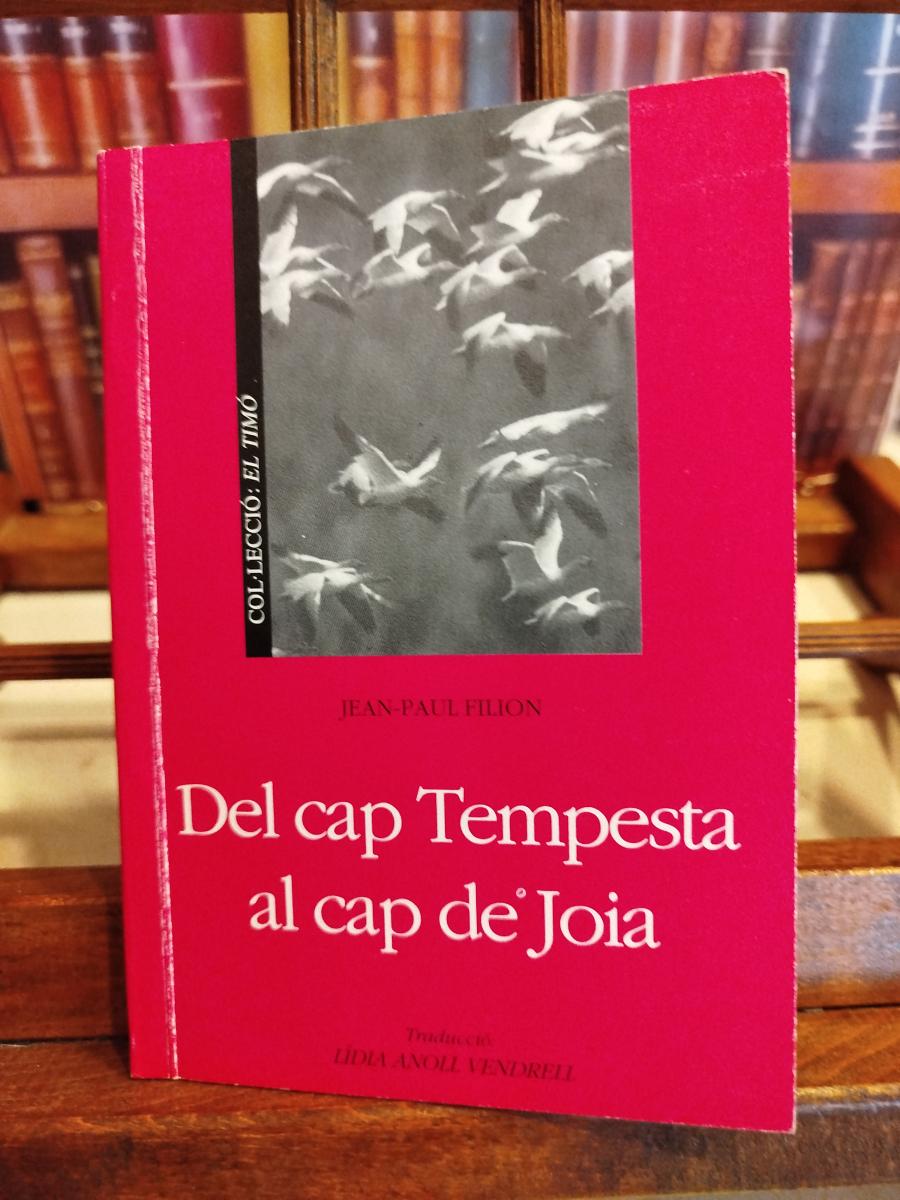 COL·LECCIÓ: EL TIMÓ
JEAN-PAUL FILION
Del cap Tempesta
al cap de Joia
Traducció:
LÍDIA ANOLL VENDRELL